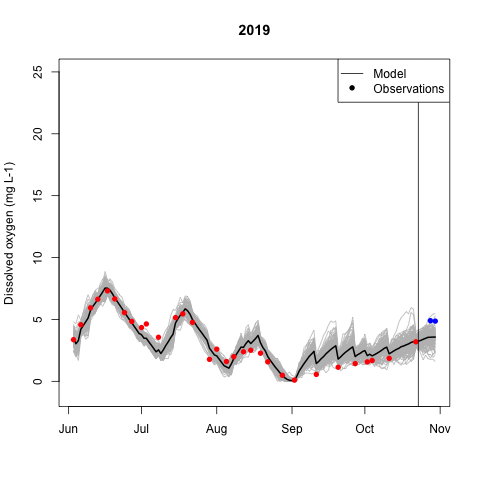 2019
Model
Observations
Dissolved oxygen (mg L-1)
25
20
15
10
5
0
Jun Jul Aug Sep Oct Nov